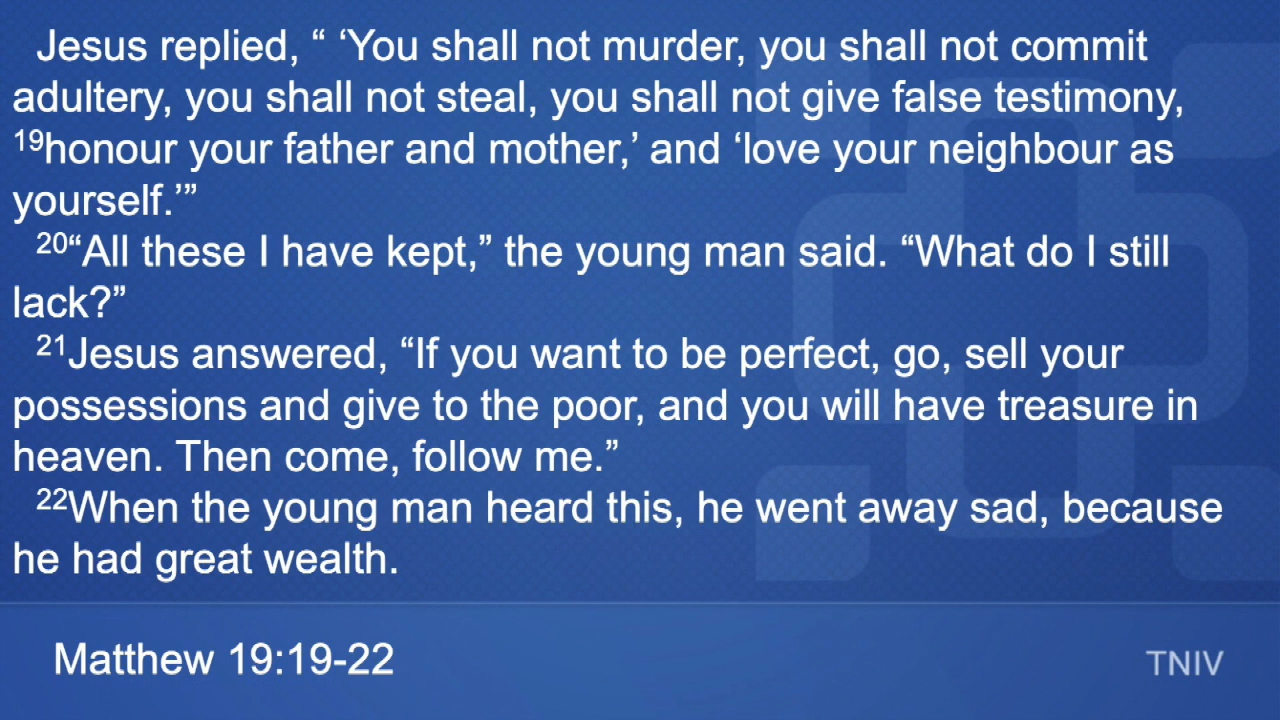 Jesus replied, “ ‘You shall not murder, you shall not commit
adultery, you shall not steal, you shall not give false testimony,
19honour your father and mother,’ and ‘love your neighbour as
yourself.’”
20“All these I have kept,” the young man said. “What do I still
lack?”
21Jesus answered, “If you want to be perfect, go, sell your
possessions and give to the poor, and you will have treasure in
heaven. Then come, follow me.”
22When the young man heard this, he went away sad, because
he had great wealth.
Matthew 19:19-22
TNIV